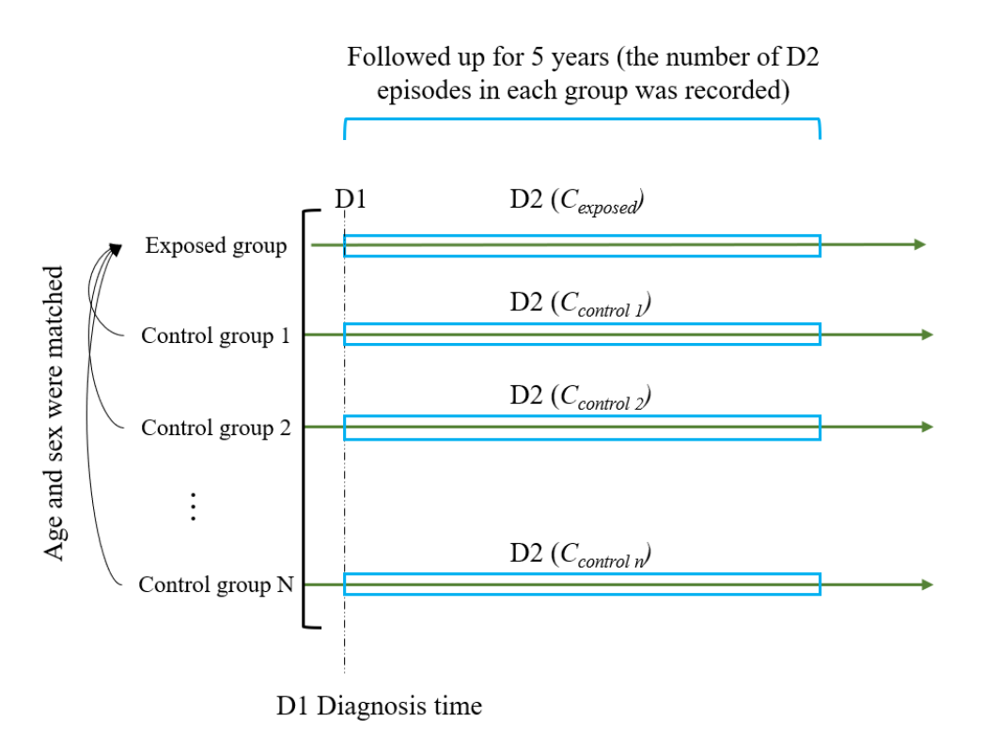 Followed up for 5 years (the number of D2
episodes in each group was recorded)
D1
D2 (Cexposed)
Exposed group
D2 (Ccontrol 1)
Control group 1
D2 (Ccontrol 2)
Control group 2
⋮
D2 (Ccontrol n)
Control group N
Age and sex were matched
D1 Diagnosis time